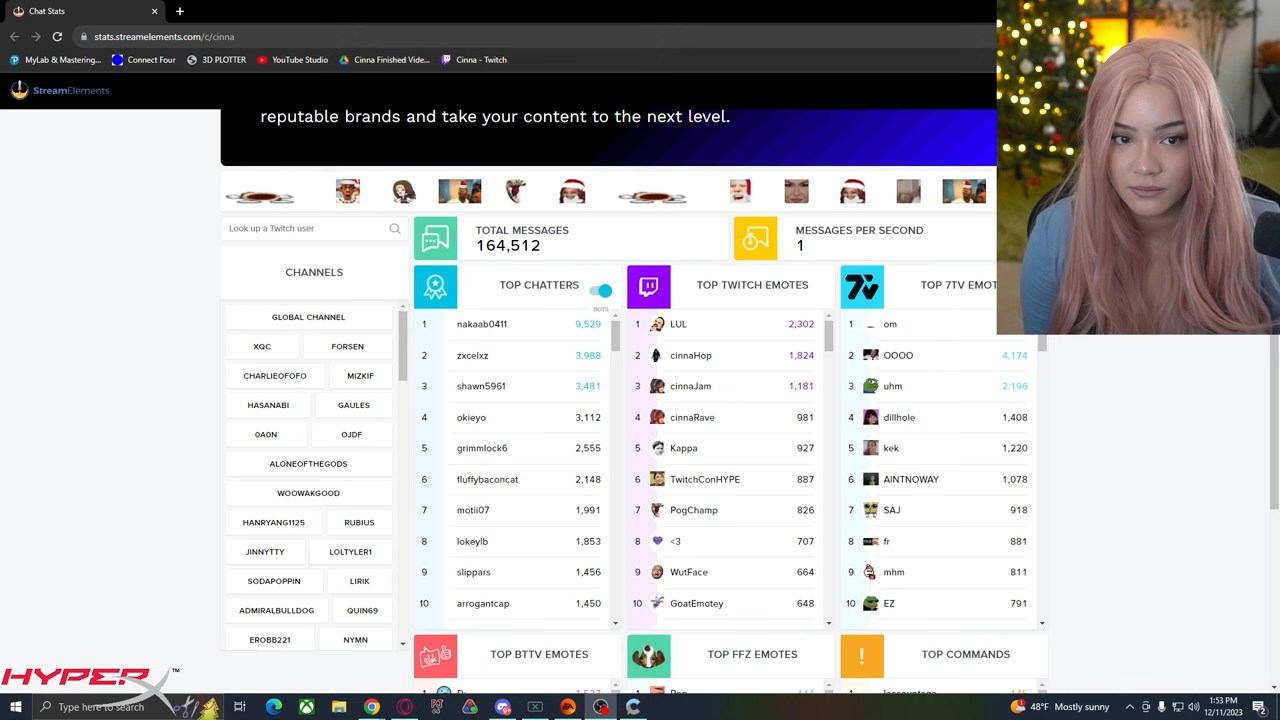 Chat Stats
stats.streamelements.com/c/cinna
MyLab & Mastering...
Connect Four
3D PLOTTER
YouTube Studio
Cinna Finished Vide...
Cinna - Twitch
StreamElements
reputable brands and take your content to the next level.
Look up a Twitch user
TOTAL MESSAGES
164,512
MESSAGES PER SECOND
1
CHANNELS
GLOBAL CHANNEL
XQC
FORSEN
CHARLIEOFOFO
MIZKIF
HASANABI
GAULES
0A0N
OJDF
ALONEOFTHEGODS
WOOWAKGOOD
HANRYANG1125
RUBIUS
JINNYTTY
LOLTYLER1
SODAPOPPIN
LIRIK
ADMIRALBULLDOG
QUIN69
EROBB221
NYMN
TOP CHATTERS
BOTS
1 nakaab0411 9,529
2 zxcelxz 3,988
3 shawn5961 3,481
4 okieyo 3,112
5 grimmlock6 2,555
6 fluffybaconcat 2,148
7 motii07 1,991
8 lokeylb 1,853
9 slippars 1,456
10 arrogantcap 1,450
TOP TWITCH EMOTES
1 LUL 2,302
2 cinnaHop 1,824
3 cinnaJam 1,181
4 cinnaRave 981
5 Kappa 927
6 TwitchConHYPE 887
7 PogChamp 826
8 <3 707
9 WutFace 664
10 GoatEmotey 648
TOP 7TV EMOT
1 om
2 OOOO 4,174
3 uhm 2,196
4 dillhole 1,408
5 kek 1,220
6 AINTNOWAY 1,078
7 SAJ 918
8 fr 881
9 mhm 811
10 EZ 791
TOP BTTV EMOTES
TOP FFZ EMOTES
TOP COMMANDS
HYPERX™
Type here to search
48°F Mostly sunny
1:53 PM
12/11/2023
2